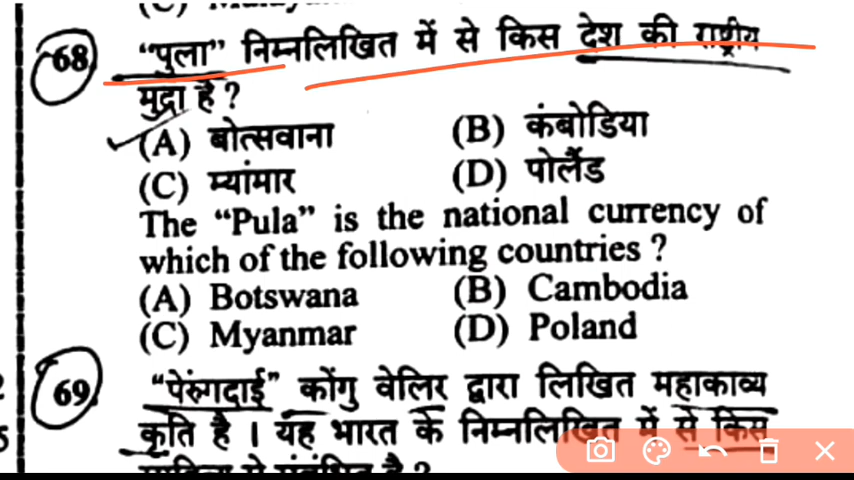 68. "पुला" निम्नलिखित में से किस देश की राष्ट्रीय
मुद्रा है ?
(A) बोत्सवाना (B) कंबोडिया
(C) म्यांमार (D) पोलैंड
The "Pula" is the national currency of
which of the following countries ?
(A) Botswana (B) Cambodia
(C) Myanmar (D) Poland
69. "पेरुंगदाई" कोंगु वेलिर द्वारा लिखित महाकाव्य
कृति है । यह भारत के निम्नलिखित में से किस